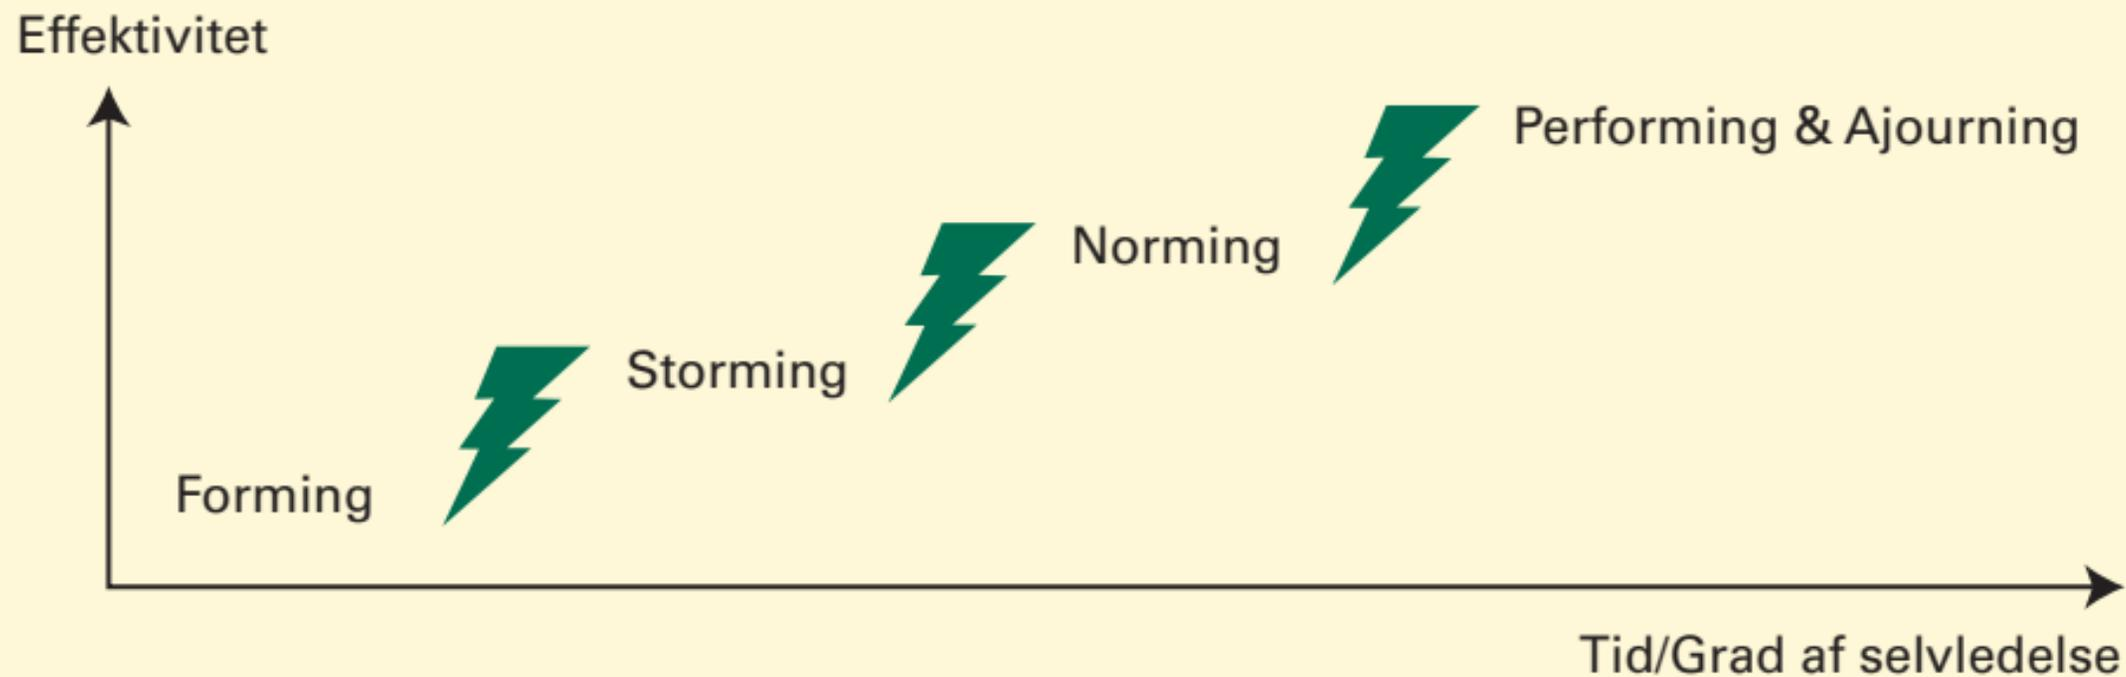 Effektivitet
Performing & Ajourning
Norming
Storming
Forming
Tid/Grad af selvledelse